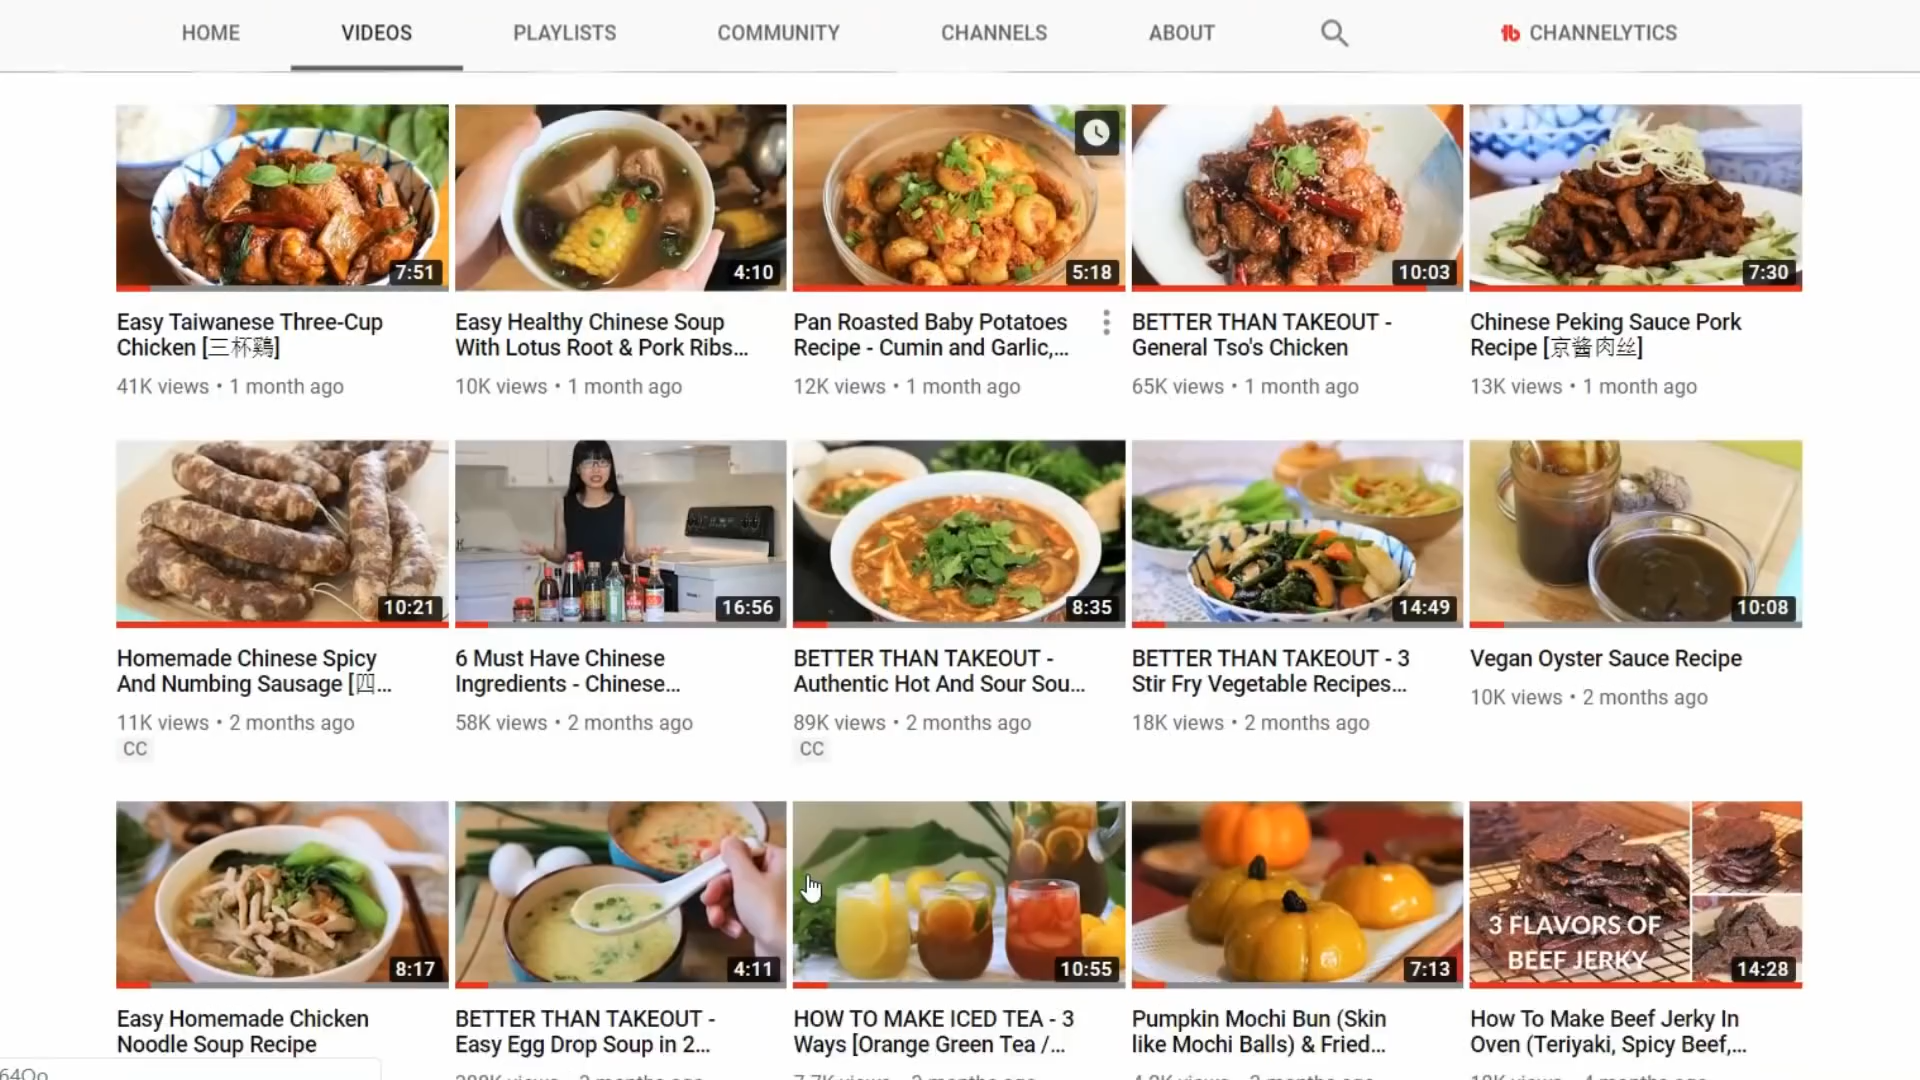 HOME VIDEOS PLAYLISTS COMMUNITY CHANNELS ABOUT CHANNELYTICS
7:51 4:10 5:18 10:03 7:30
Easy Taiwanese Three-Cup
Chicken [三杯鷄]
41K views • 1 month ago
Easy Healthy Chinese Soup
With Lotus Root & Pork Ribs...
10K views • 1 month ago
Pan Roasted Baby Potatoes
Recipe - Cumin and Garlic,...
12K views • 1 month ago
BETTER THAN TAKEOUT -
General Tso's Chicken
65K views • 1 month ago
Chinese Peking Sauce Pork
Recipe [京酱肉丝]
13K views • 1 month ago
10:21 16:56 8:35 14:49 10:08
Homemade Chinese Spicy
And Numbing Sausage [四...
11K views • 2 months ago
CC
6 Must Have Chinese
Ingredients - Chinese...
58K views • 2 months ago
BETTER THAN TAKEOUT -
Authentic Hot And Sour Sou...
89K views • 2 months ago
CC
BETTER THAN TAKEOUT - 3
Stir Fry Vegetable Recipes...
18K views • 2 months ago
Vegan Oyster Sauce Recipe
10K views • 2 months ago
3 FLAVORS OF
BEEF JERKY
8:17 4:11 10:55 7:13 14:28
Easy Homemade Chicken
Noodle Soup Recipe
BETTER THAN TAKEOUT -
Easy Egg Drop Soup in 2...
HOW TO MAKE ICED TEA - 3
Ways [Orange Green Tea /...
Pumpkin Mochi Bun (Skin
like Mochi Balls) & Fried...
How To Make Beef Jerky In
Oven (Teriyaki, Spicy Beef,...